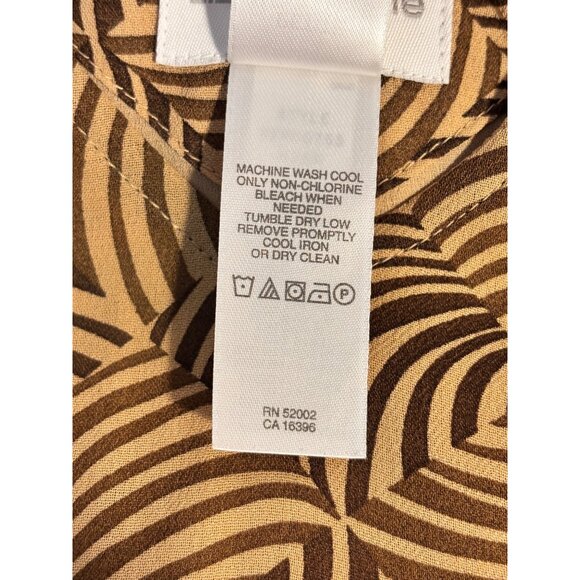 MACHINE WASH COOL
ONLY NON-CHLORINE
BLEACH WHEN
NEEDED
TUMBLE DRY LOW
REMOVE PROMPTLY
COOL IRON
OR DRY CLEAN
P
RN 52002
CA 16396